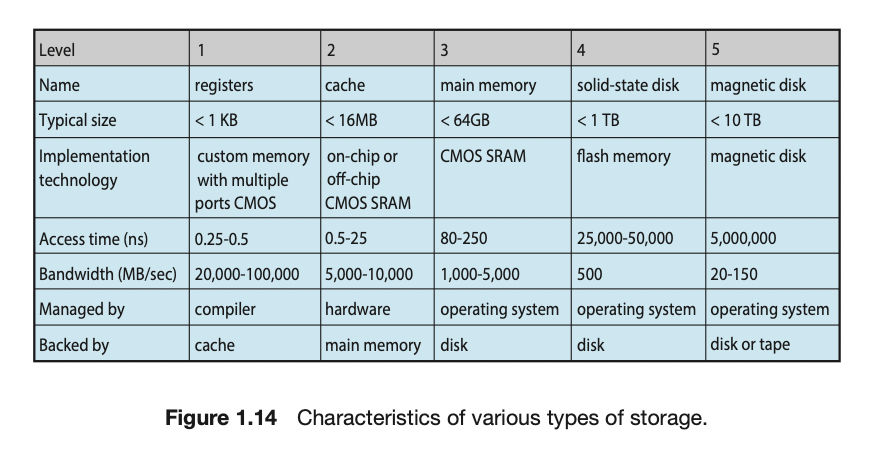 Level 1 2 3 4 5
Name registers cache main memory solid-state disk magnetic disk
Typical size < 1 KB < 16MB < 64GB < 1 TB < 10 TB
Implementation custom memory on-chip or CMOS SRAM flash memory magnetic disk
technology with multiple off-chip
ports CMOS CMOS SRAM
Access time (ns) 0.25-0.5 0.5-25 80-250 25,000-50,000 5,000,000
Bandwidth (MB/sec) 20,000-100,000 5,000-10,000 1,000-5,000 500 20-150
Managed by compiler hardware operating system operating system operating system
Backed by cache main memory disk disk disk or tape
Figure 1.14 Characteristics of various types of storage.